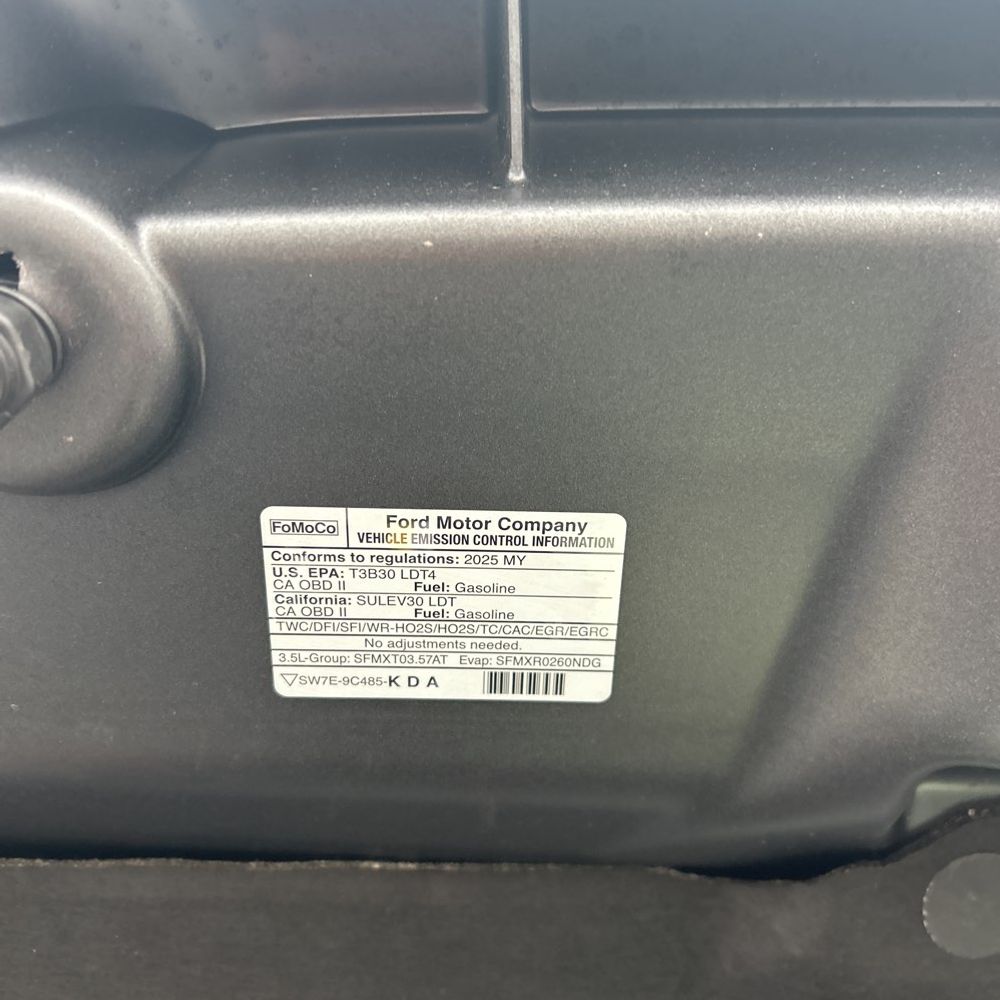 FoMoCo
Ford Motor Company
VEHICLE EMISSION CONTROL INFORMATION
Conforms to regulations: 2025 MY
U.S. EPA: T3B30 LDT4
CA OBD II Fuel: Gasoline
California: SULEV30 LDT
CA OBD II Fuel: Gasoline
TWC/DFI/SFI/WR-HO2S/HO2S/TC/CAC/EGR/EGRC
No adjustments needed.
3.5L-Group: SFMXT03.57AT Evap: SFMXR0260NDG
SW7E-9C485-K D A